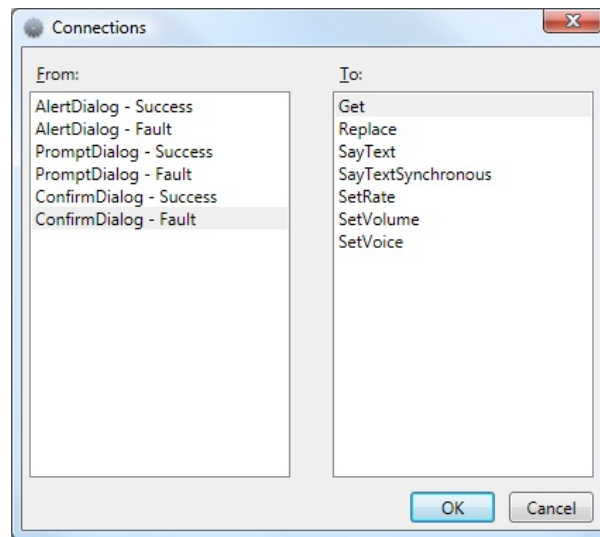 Connections
From:
To:
AlertDialog - Success
AlertDialog - Fault
PromptDialog - Success
PromptDialog - Fault
ConfirmDialog - Success
ConfirmDialog - Fault
Get
Replace
SayText
SayTextSynchronous
SetRate
SetVolume
SetVoice
OK
Cancel